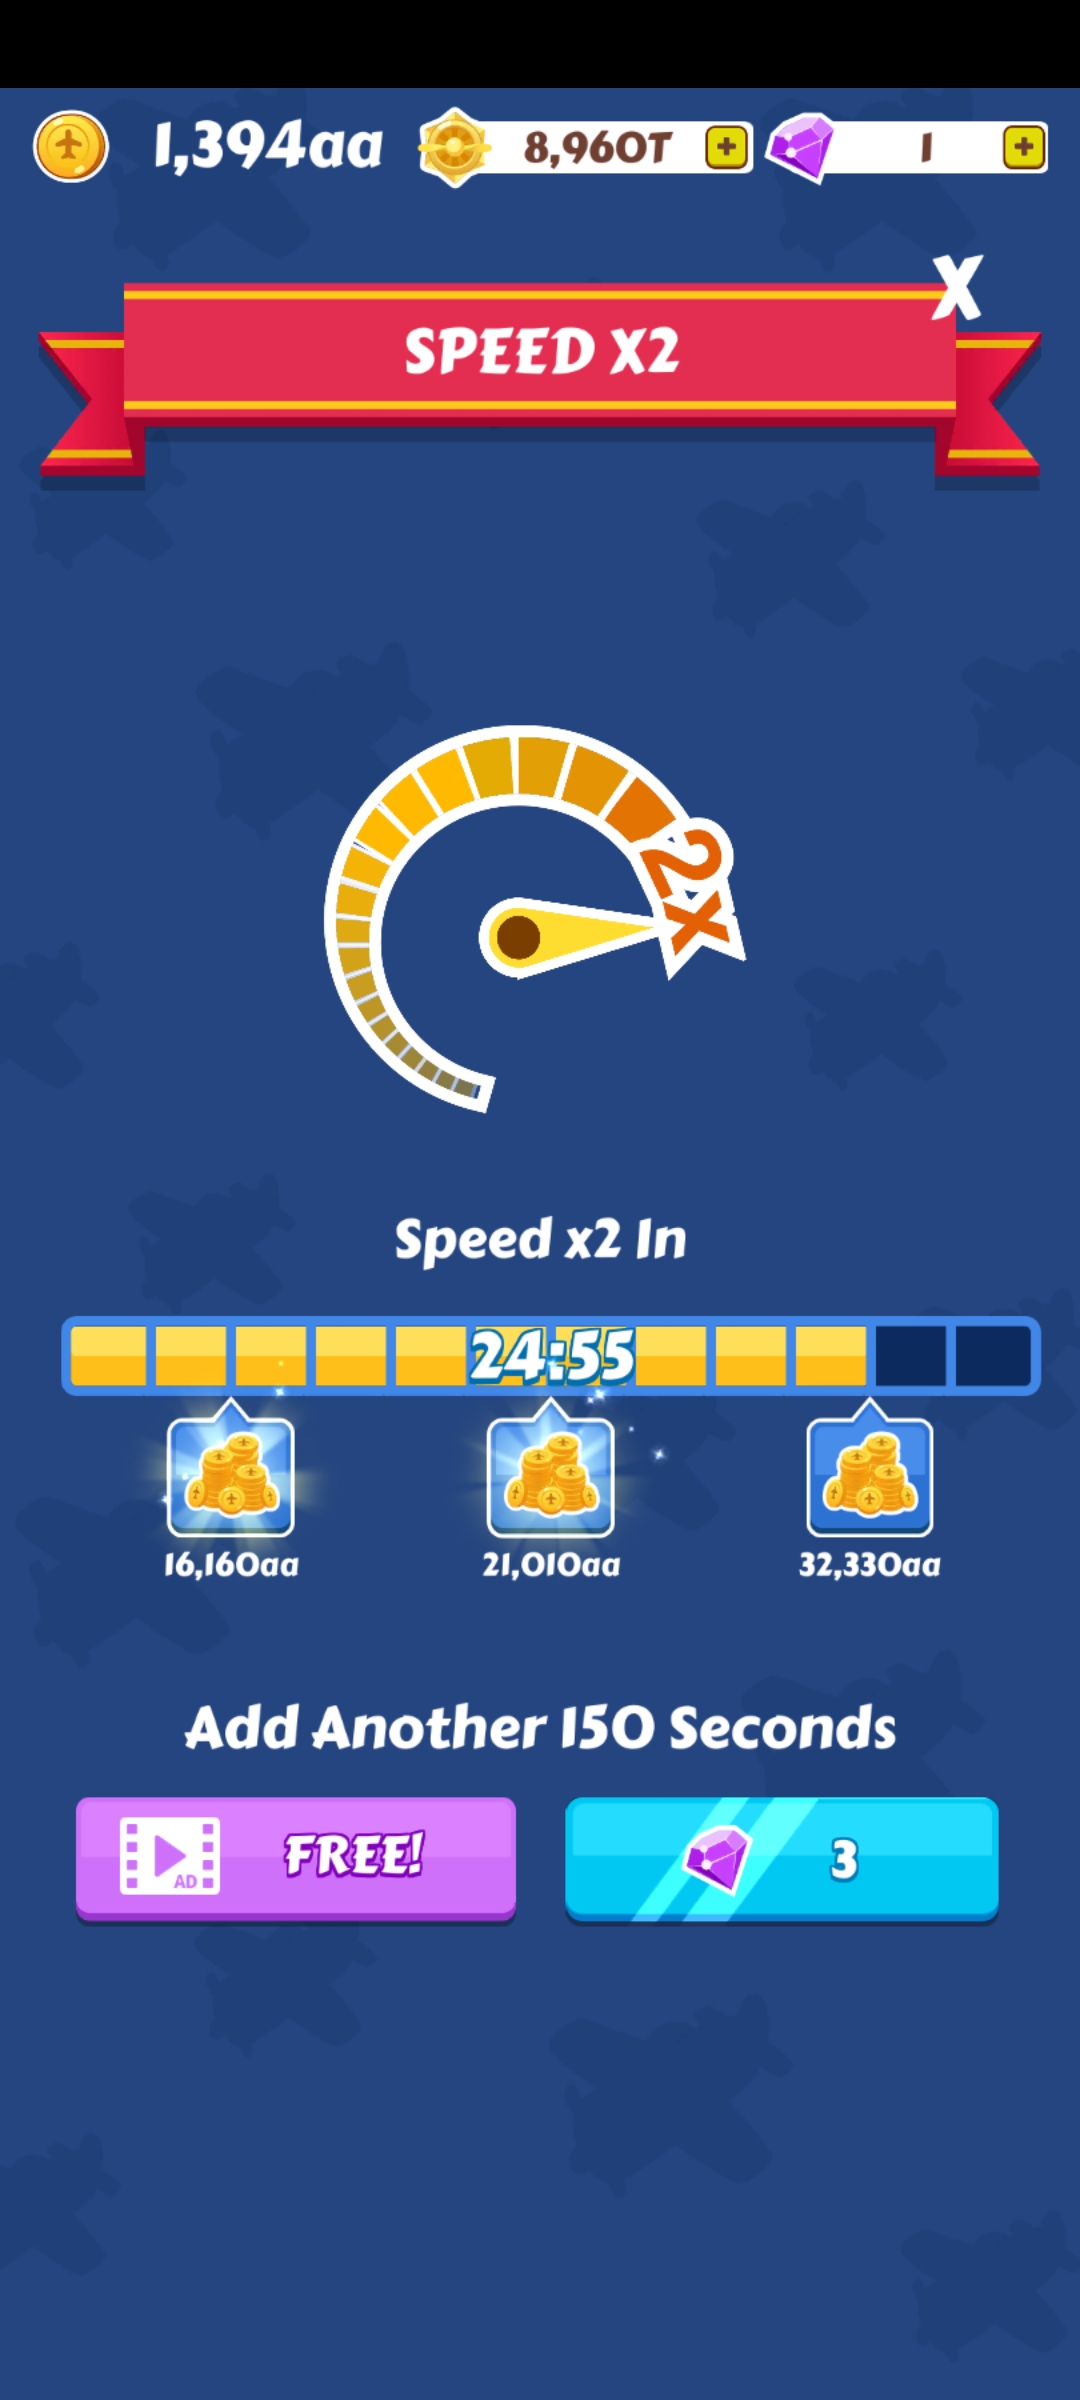 1,394aa 8,960T + 1 +
X
SPEED X2
2x
Speed x2 In
24:55
16,160aa 21,010aa 32,330aa
Add Another 150 Seconds
AD FREE! 3